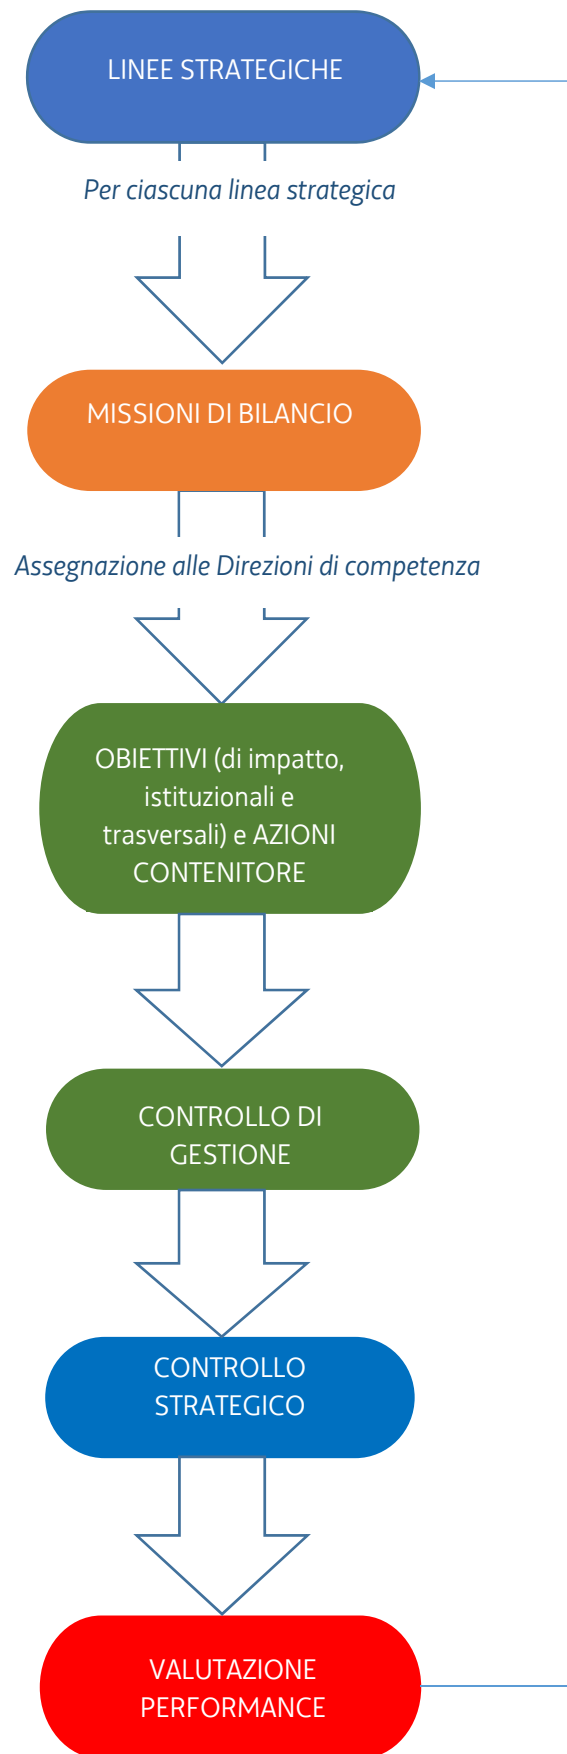 LINEE STRATEGICHE
Per ciascuna linea strategica
MISSIONI DI BILANCIO
Assegnazione alle Direzioni di competenza
OBIETTIVI (di impatto,
istituzionali e
trasversali) e AZIONI
CONTENITORE
CONTROLLO DI
GESTIONE
CONTROLLO
STRATEGICO
VALUTAZIONE
PERFORMANCE